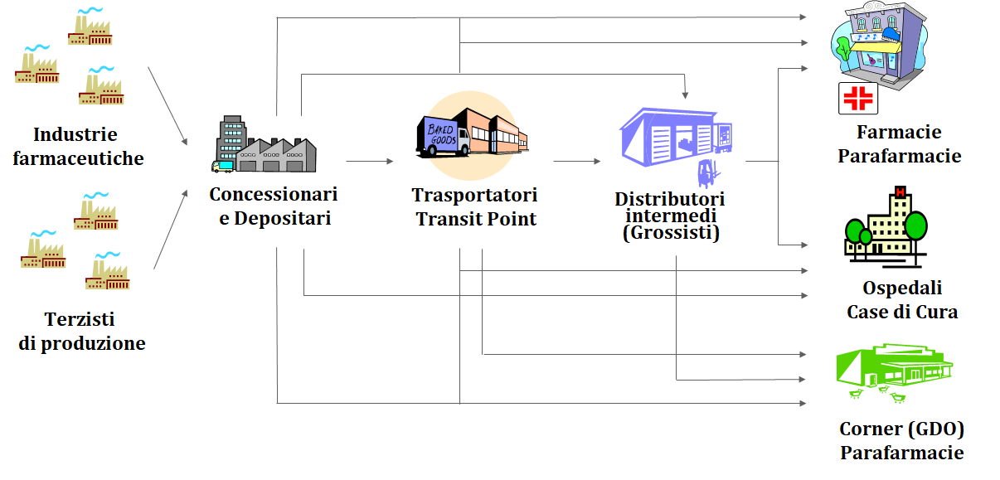 Industrie
farmaceutiche
Terzisti
di produzione
Concessionari
e Depositari
BAKED
GOODS
Trasportatori
Transit Point
Distributori
intermedi
(Grossisti)
Farmacie
Parafarmacie
H
Ospedali
Case di Cura
Corner (GDO)
Parafarmacie